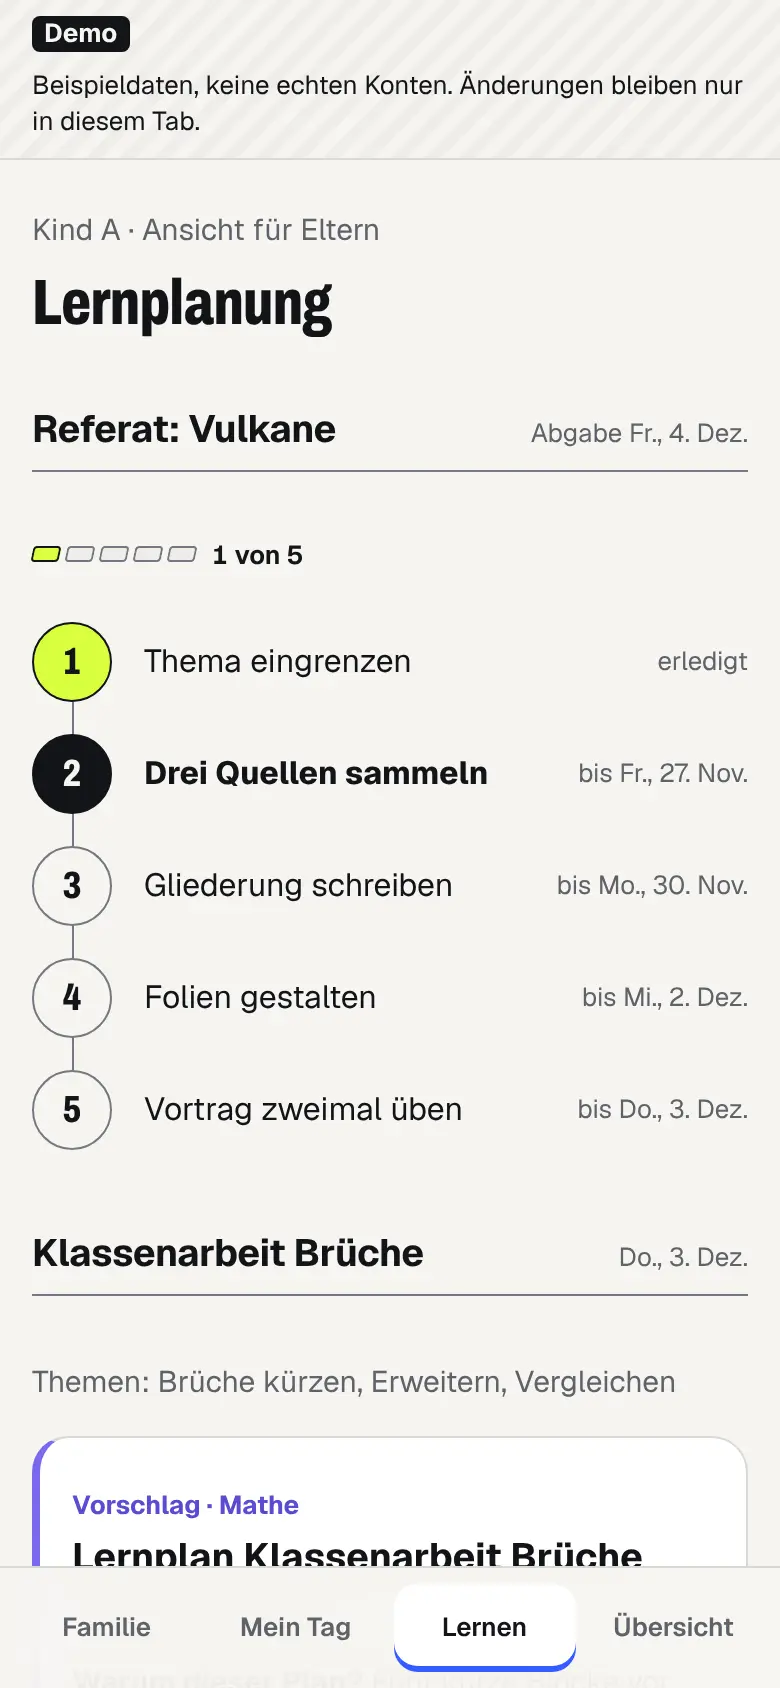 Demo
Beispieldaten, keine echten Konten. Änderungen bleiben nur
in diesem Tab.
Kind A · Ansicht für Eltern
Lernplanung
Referat: Vulkane
Abgabe Fr., 4. Dez.
1 von 5
1 Thema eingrenzen erledigt
2 Drei Quellen sammeln bis Fr., 27. Nov.
3 Gliederung schreiben bis Mo., 30. Nov.
4 Folien gestalten bis Mi., 2. Dez.
5 Vortrag zweimal üben bis Do., 3. Dez.
Klassenarbeit Brüche
Do., 3. Dez.
Themen: Brüche kürzen, Erweitern, Vergleichen
Vorschlag · Mathe
Lernplan Klassenarbeit Brüche
Familie Mein Tag Lernen Übersicht
Warum dieser Plan?